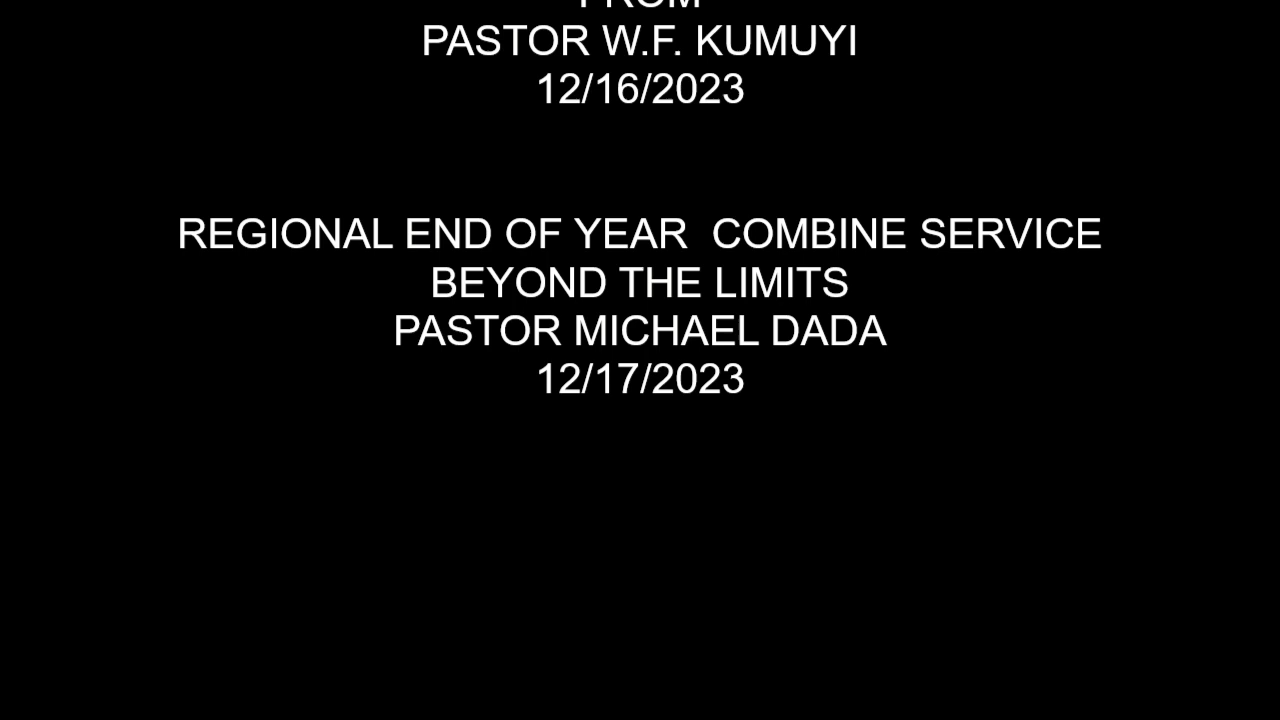 FROM
PASTOR W.F. KUMUYI
12/16/2023
REGIONAL END OF YEAR  COMBINE SERVICE
BEYOND THE LIMITS
PASTOR MICHAEL DADA
12/17/2023